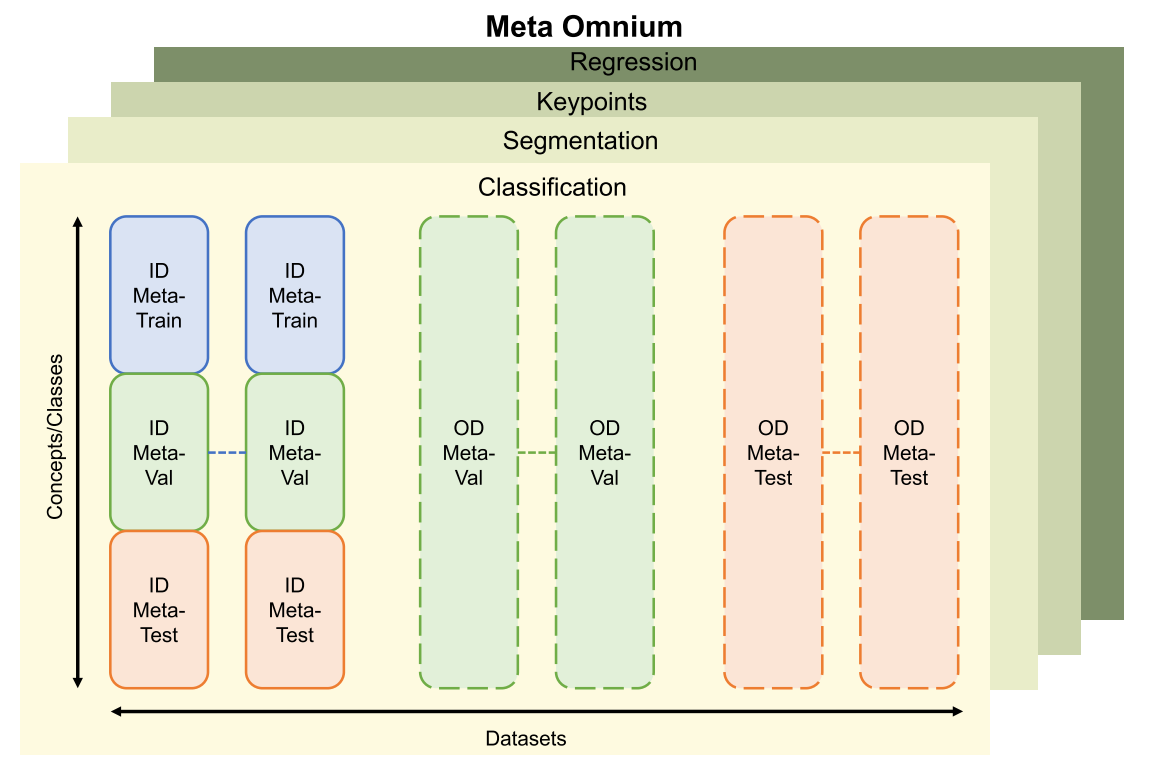 Meta Omnium
Regression
Keypoints
Segmentation
Classification
Concepts/Classes
ID
Meta-
Train
ID
Meta-
Train
ID
Meta-
Val
ID
Meta-
Val
ID
Meta-
Test
ID
Meta-
Test
OD
Meta-
Val
OD
Meta-
Val
OD
Meta-
Test
OD
Meta-
Test
Datasets